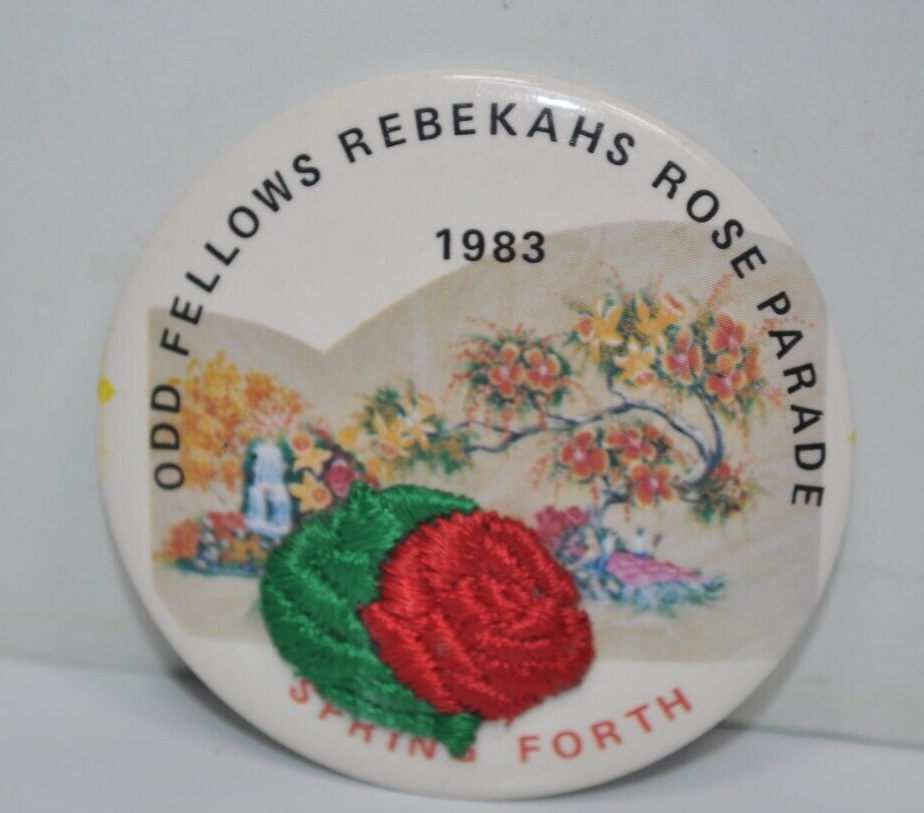 ODD FELLOWS REBEKAHS ROSE PARADE
1983
SPRING FORTH